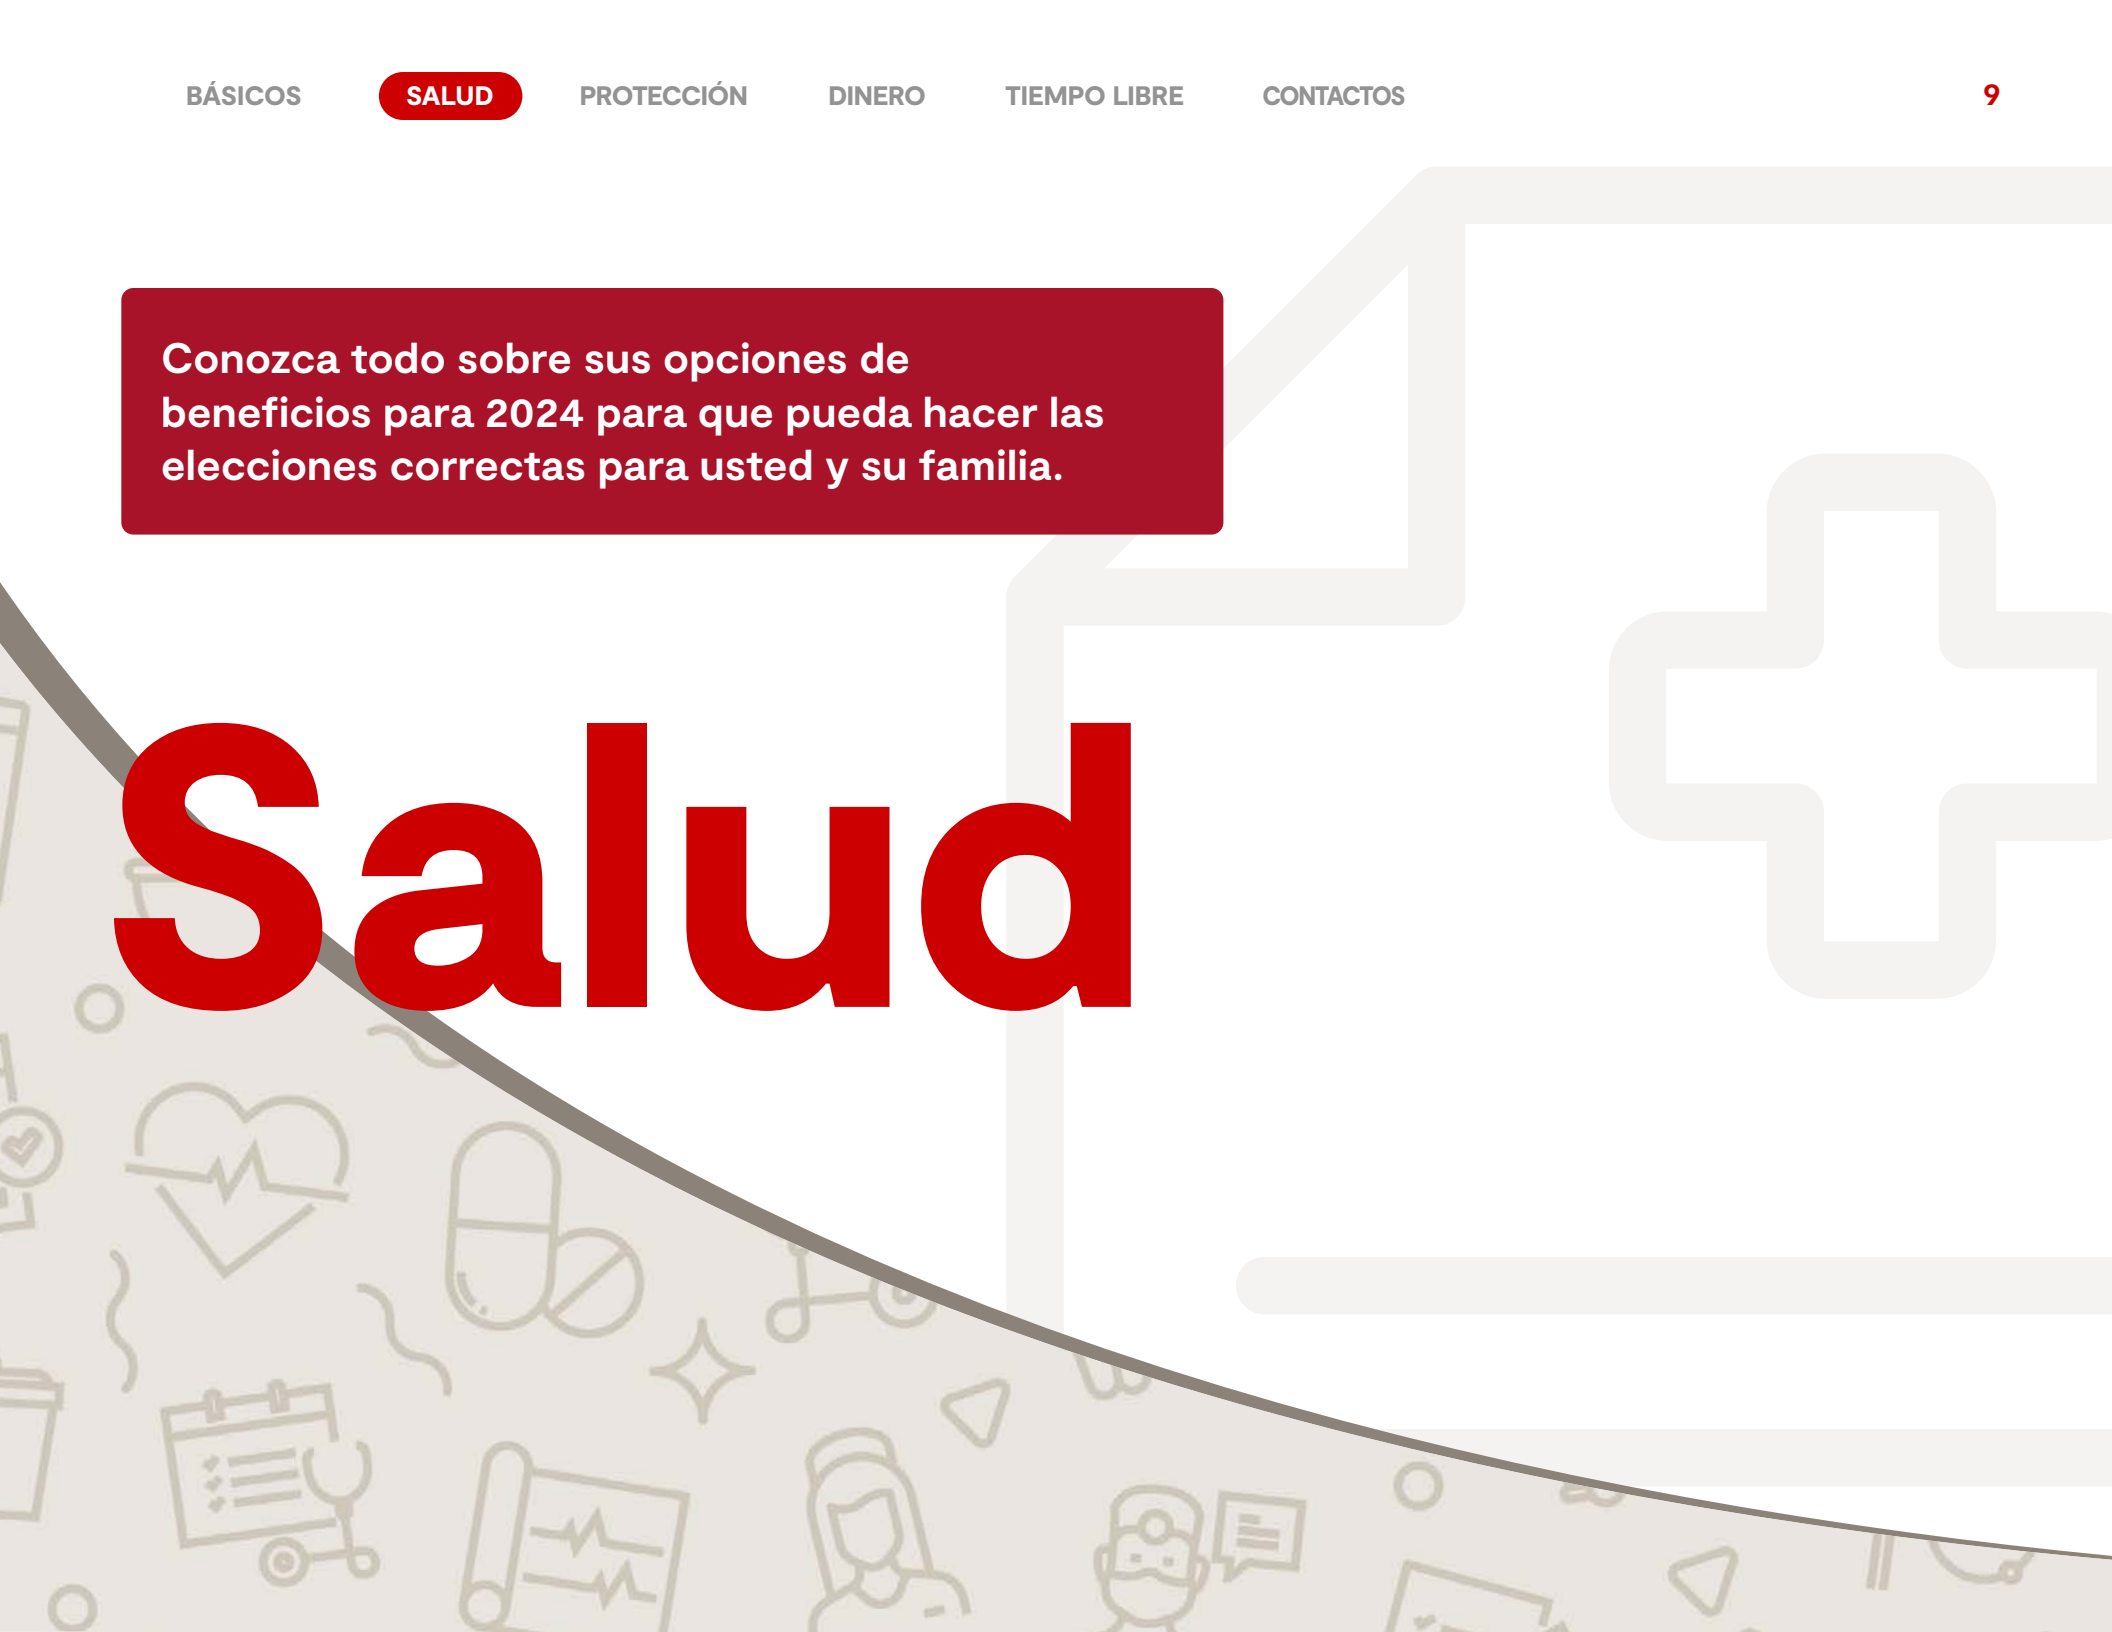 BÁSICOS SALUD PROTECCIÓN DINERO TIEMPO LIBRE CONTACTOS 9
Conozca todo sobre sus opciones de
beneficios para 2024 para que pueda hacer las
elecciones correctas para usted y su familia.
Salud